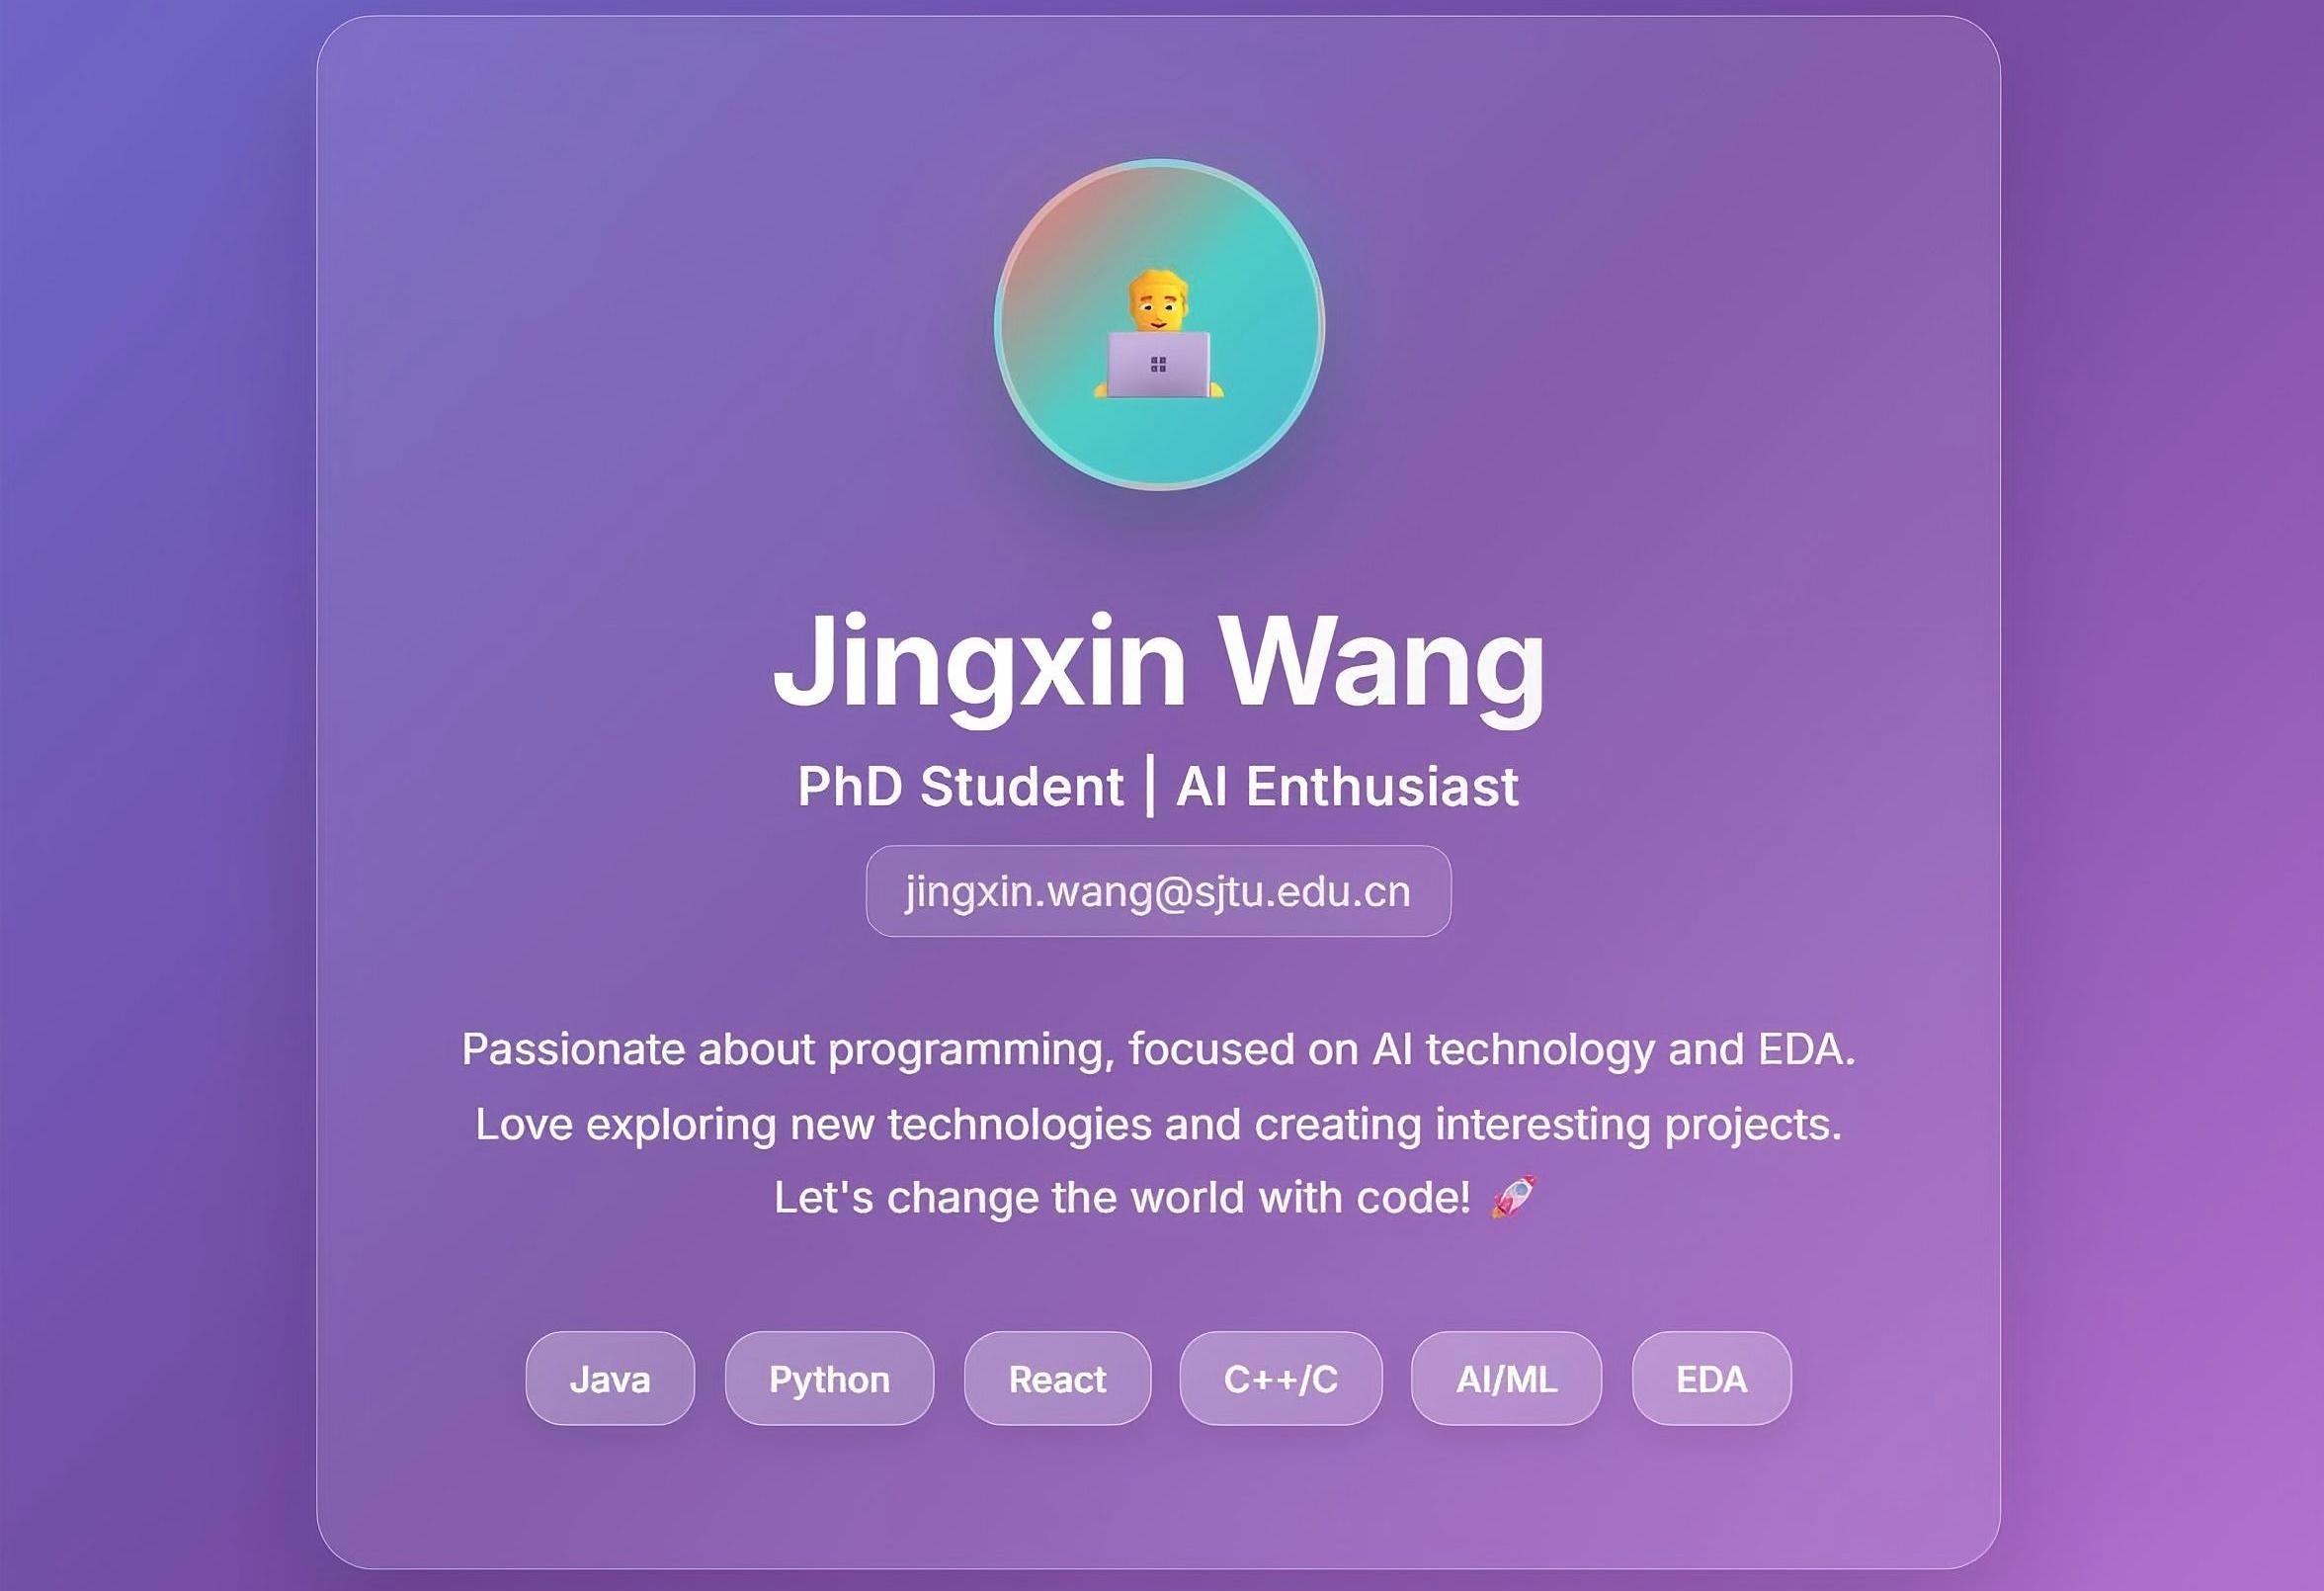 Jingxin Wang
PhD Student | AI Enthusiast
jingxin.wang@sjtu.edu.cn
Passionate about programming, focused on AI technology and EDA.
Love exploring new technologies and creating interesting projects.
Let's change the world with code! 🚀
Java Python React C++/C AI/ML EDA